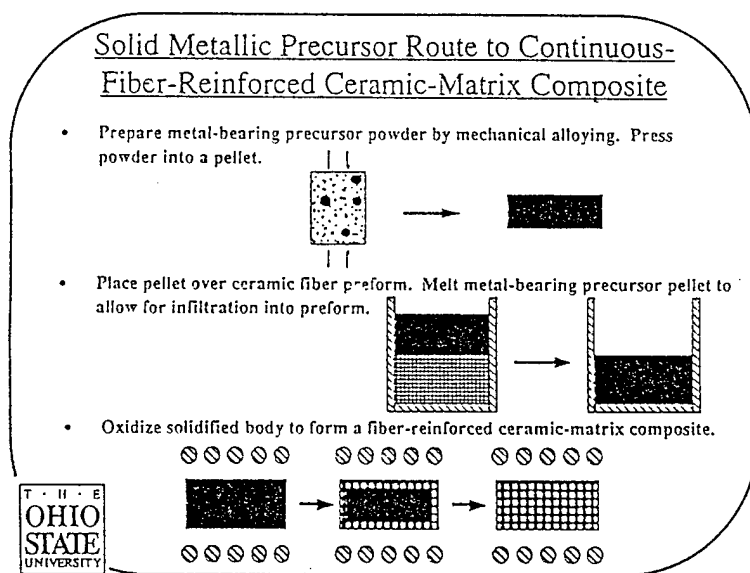 Solid Metallic Precursor Route to Continuous-
Fiber-Reinforced Ceramic-Matrix Composite
• Prepare metal-bearing precursor powder by mechanical alloying. Press
powder into a pellet.
• Place pellet over ceramic fiber preform. Melt metal-bearing precursor pellet to
allow for infiltration into preform.
• Oxidize solidified body to form a fiber-reinforced ceramic-matrix composite.
T · H · E
OHIO
STATE
UNIVERSITY